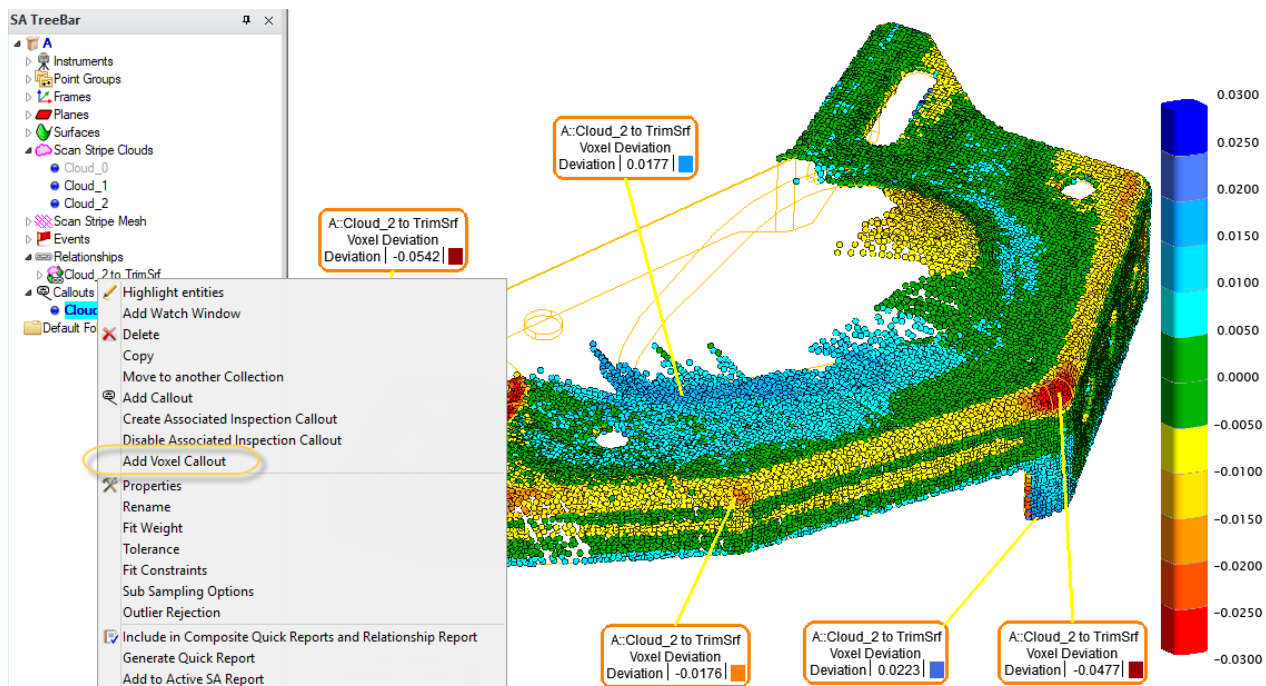 SA TreeBar
A
Instruments
Point Groups
Frames
Planes
Surfaces
Scan Stripe Clouds
Cloud_0
Cloud_1
Cloud_2
Scan Stripe Mesh
Events
Relationships
Cloud_2 to TrimSrf
Callouts
Cloud
Default Fo
Highlight entities
Add Watch Window
Delete
Copy
Move to another Collection
Add Callout
Create Associated Inspection Callout
Disable Associated Inspection Callout
Add Voxel Callout
Properties
Rename
Fit Weight
Tolerance
Fit Constraints
Sub Sampling Options
Outlier Rejection
Include in Composite Quick Reports and Relationship Report
Generate Quick Report
Add to Active SA Report
A::Cloud_2 to TrimSrf
Voxel Deviation
Deviation 0.0177
A::Cloud_2 to TrimSrf
Voxel Deviation
Deviation -0.0542
A::Cloud_2 to TrimSrf
Voxel Deviation
Deviation -0.0176
A::Cloud_2 to TrimSrf
Voxel Deviation
Deviation 0.0223
A::Cloud_2 to TrimSrf
Voxel Deviation
Deviation -0.0477
0.0300
0.0250
0.0200
0.0150
0.0100
0.0050
0.0000
-0.0050
-0.0100
-0.0150
-0.0200
-0.0250
-0.0300